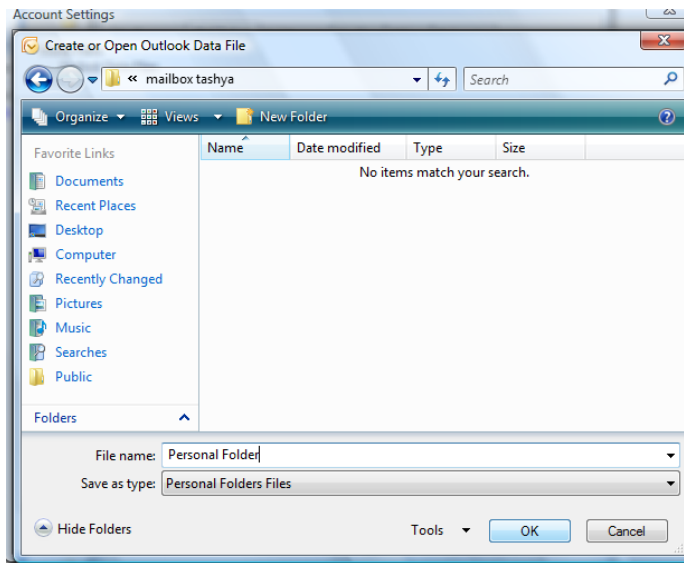 Account Settings
Create or Open Outlook Data File
« mailbox tashya
Search
Organize Views New Folder
Favorite Links
Documents
Recent Places
Desktop
Computer
Recently Changed
Pictures
Music
Searches
Public
Folders
Name Date modified Type Size
No items match your search.
File name: Personal Folder
Save as type: Personal Folders Files
Hide Folders Tools OK Cancel